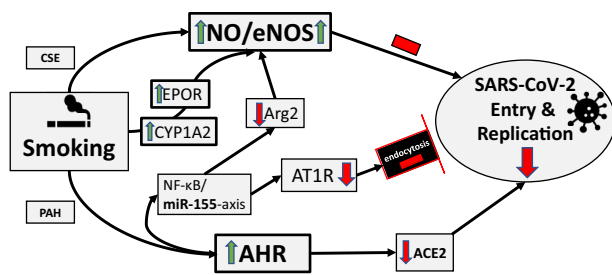 NO/eNOS
CSE
EPOR
CYP1A2
Smoking
Arg2
SARS-CoV-2
Entry &
Replication
endocytosis
NF-κB/
miR-155-axis
AT1R
PAH
AHR
ACE2